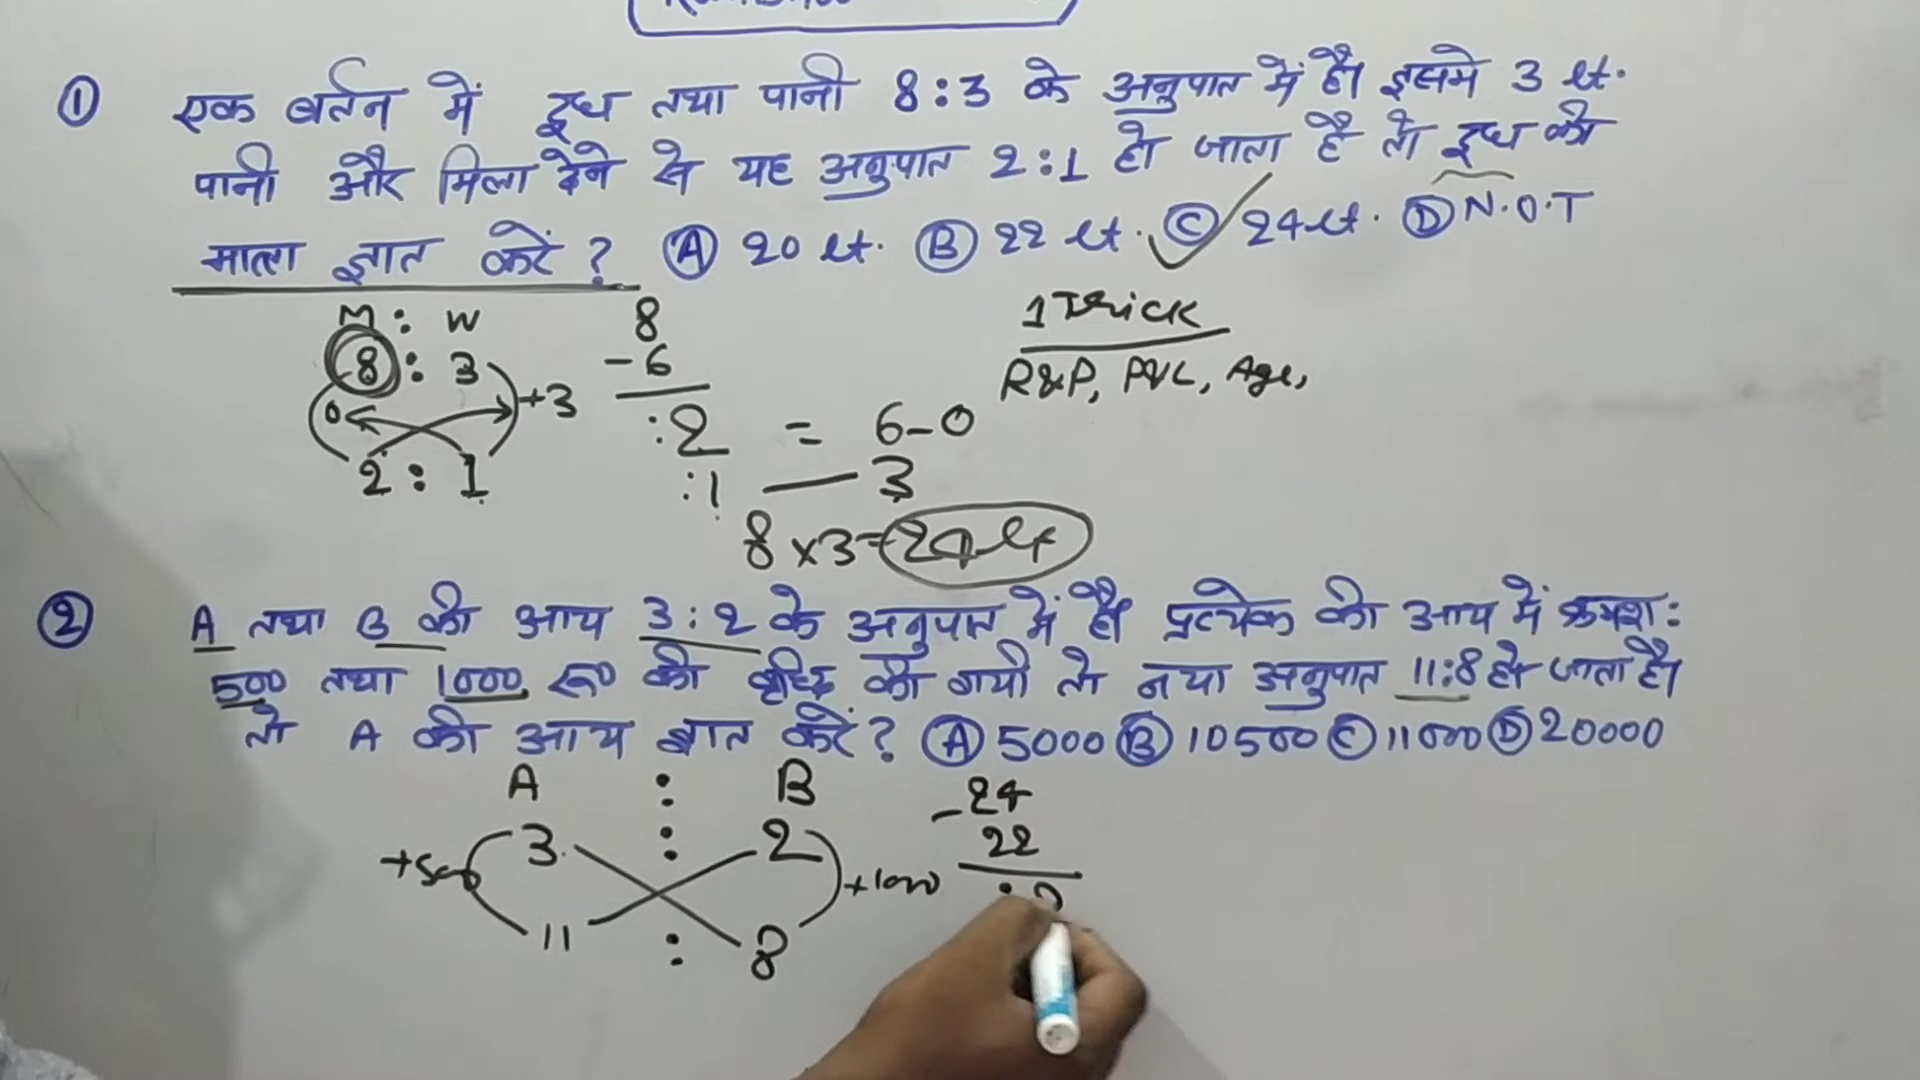 ① एक बर्तन में दूध तथा पानी 8:3 के अनुपात में है। इसमे 3 lt.
पानी और मिला देने से यह अनुपात 2:1 हो जाता है तो दूध की
मात्रा ज्ञात करें? Ⓐ 20 lt. Ⓑ 22 lt. Ⓒ 24 lt. Ⓓ N.O.T
M : W
8 : 3
+3
0
2 : 1
8
-6
:2 = 6-0
:1 — 3
8×3=24 lt
1 Trick
R&P, P&L, Age,
② A तथा B की आय 3:2 के अनुपात में है। प्रत्येक की आय में क्रमश:
500 तथा 1000 रू० की वृद्धि की गयी तो नया अनुपात 11:8 हो जाता है।
तो A की आय ज्ञात करें? Ⓐ 5000 Ⓑ 10500 Ⓒ 11000 Ⓓ 20000
A : B
3 : 2
+500
+1000
11 : 8
-24
22